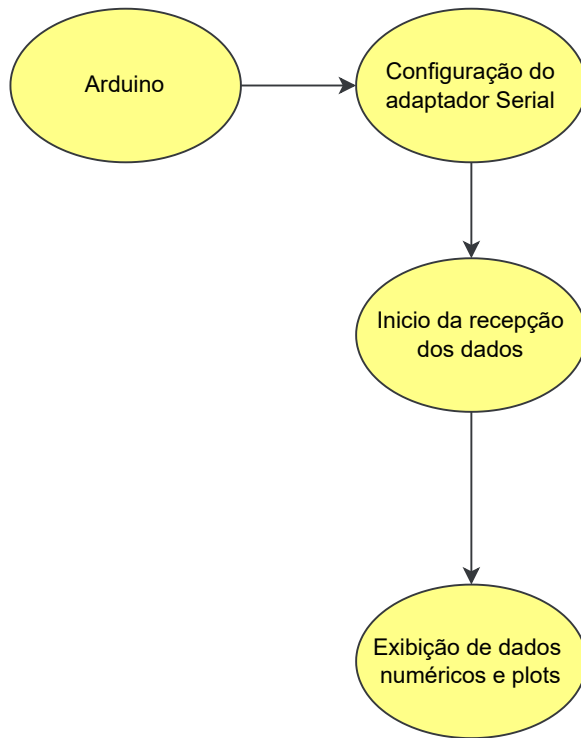 Arduino
Configuração do
adaptador Serial
Inicio da recepção
dos dados
Exibição de dados
numéricos e plots